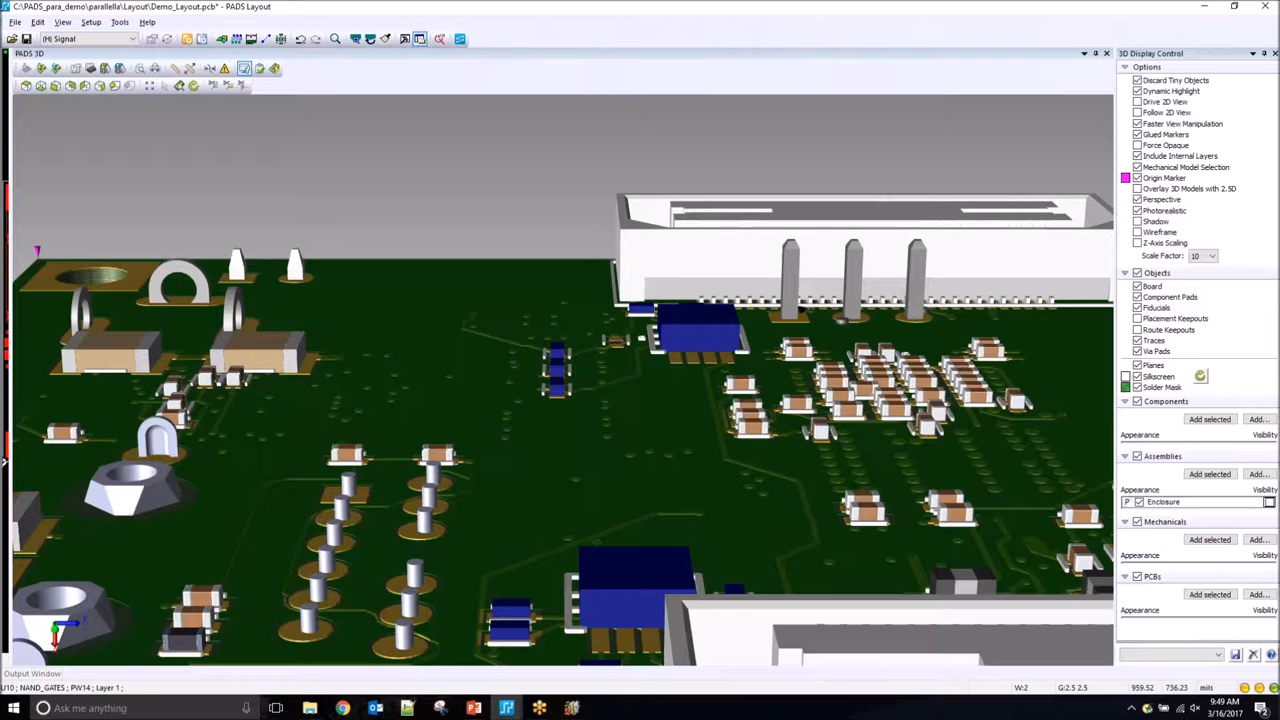 C:\PADS_para_demo\parallella\Layout\Demo_Layout.pcb* - PADS Layout
File Edit View Setup Tools Help
(H) Signal
PADS 3D
3D Display Control
Options
Discard Tiny Objects
Dynamic Highlight
Drive 2D View
Follow 2D View
Faster View Manipulation
Glued Markers
Force Opaque
Include Internal Layers
Mechanical Model Selection
Origin Marker
Overlay 3D Models with 2.5D
Perspective
Photorealistic
Shadow
Wireframe
Z-Axis Scaling
Scale Factor: 10
Objects
Board
Component Pads
Fiducials
Placement Keepouts
Route Keepouts
Traces
Via Pads
Planes
Silkscreen
Solder Mask
Components
Add selected Add...
Appearance Visibility
Assemblies
Add selected Add...
Appearance Visibility
P Enclosure
Mechanicals
Add selected Add...
Appearance Visibility
PCBs
Add selected Add...
Appearance Visibility
Output Window
U10 ; NAND_GATES ; PW14 ; Layer 1 ;
W:2 G:2.5 2.5 959.52 736.23 mils
Ask me anything
9:49 AM
3/16/2017